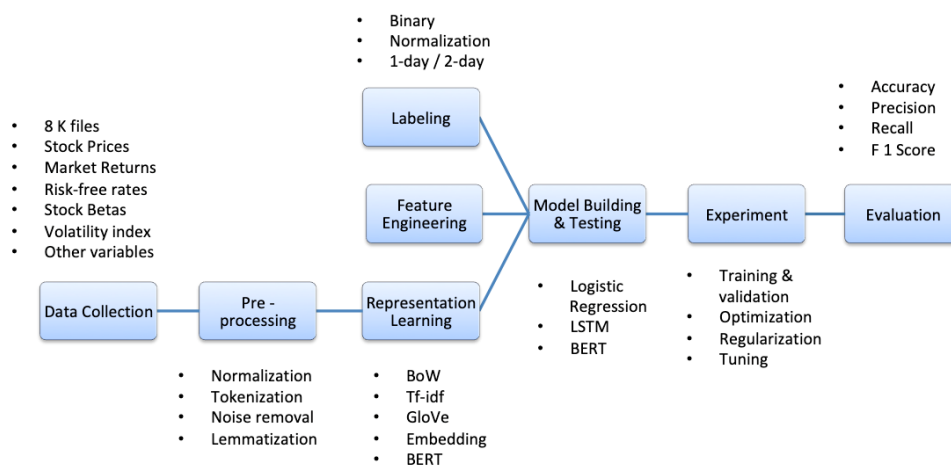 • Binary
• Normalization
• 1-day / 2-day
Labeling
• Accuracy
• Precision
• Recall
• F 1 Score
• 8 K files
• Stock Prices
• Market Returns
• Risk-free rates
• Stock Betas
• Volatility index
• Other variables
Feature
Engineering
Model Building
& Testing
Experiment
Evaluation
Data Collection
Pre -
processing
Representation
Learning
• Logistic
Regression
• LSTM
• BERT
• Training &
validation
• Optimization
• Regularization
• Tuning
• Normalization
• Tokenization
• Noise removal
• Lemmatization
• BoW
• Tf-idf
• GloVe
• Embedding
• BERT